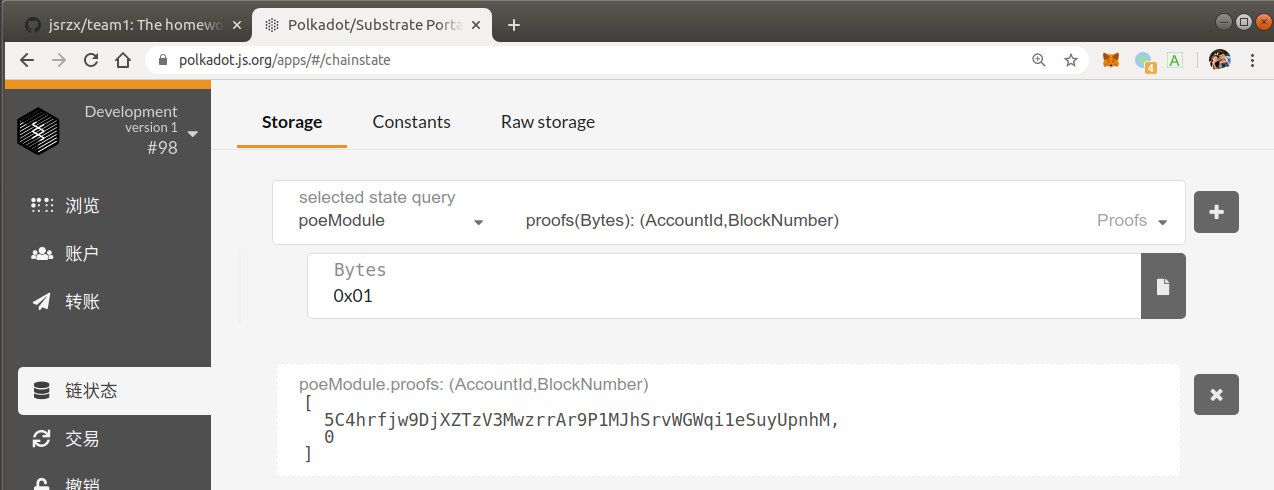 jsrzx/team1: The homewo
Polkadot/Substrate Porta
polkadot.js.org/apps/#/chainstate
4
A
Development
version 1
#98
浏览
账户
转账
链状态
交易
撤销
Storage
Constants
Raw storage
selected state query
poeModule
proofs(Bytes): (AccountId,BlockNumber)
Proofs
Bytes
0x01
poeModule.proofs: (AccountId,BlockNumber)
[
5C4hrfjw9DjXZTzV3MwzrrAr9P1MJhSrvWGWqi1eSuyUpnhM,
0
]